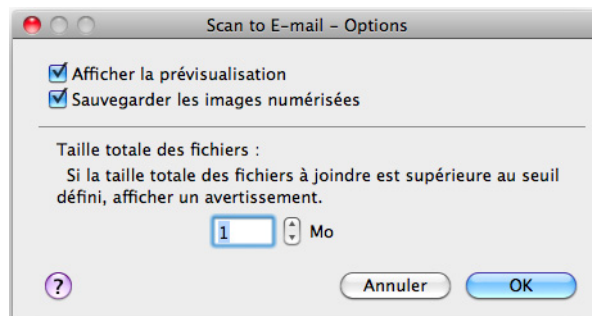 Scan to E-mail – Options
Afficher la prévisualisation
Sauvegarder les images numérisées
Taille totale des fichiers :
Si la taille totale des fichiers à joindre est supérieure au seuil
défini, afficher un avertissement.
1 Mo
? Annuler OK